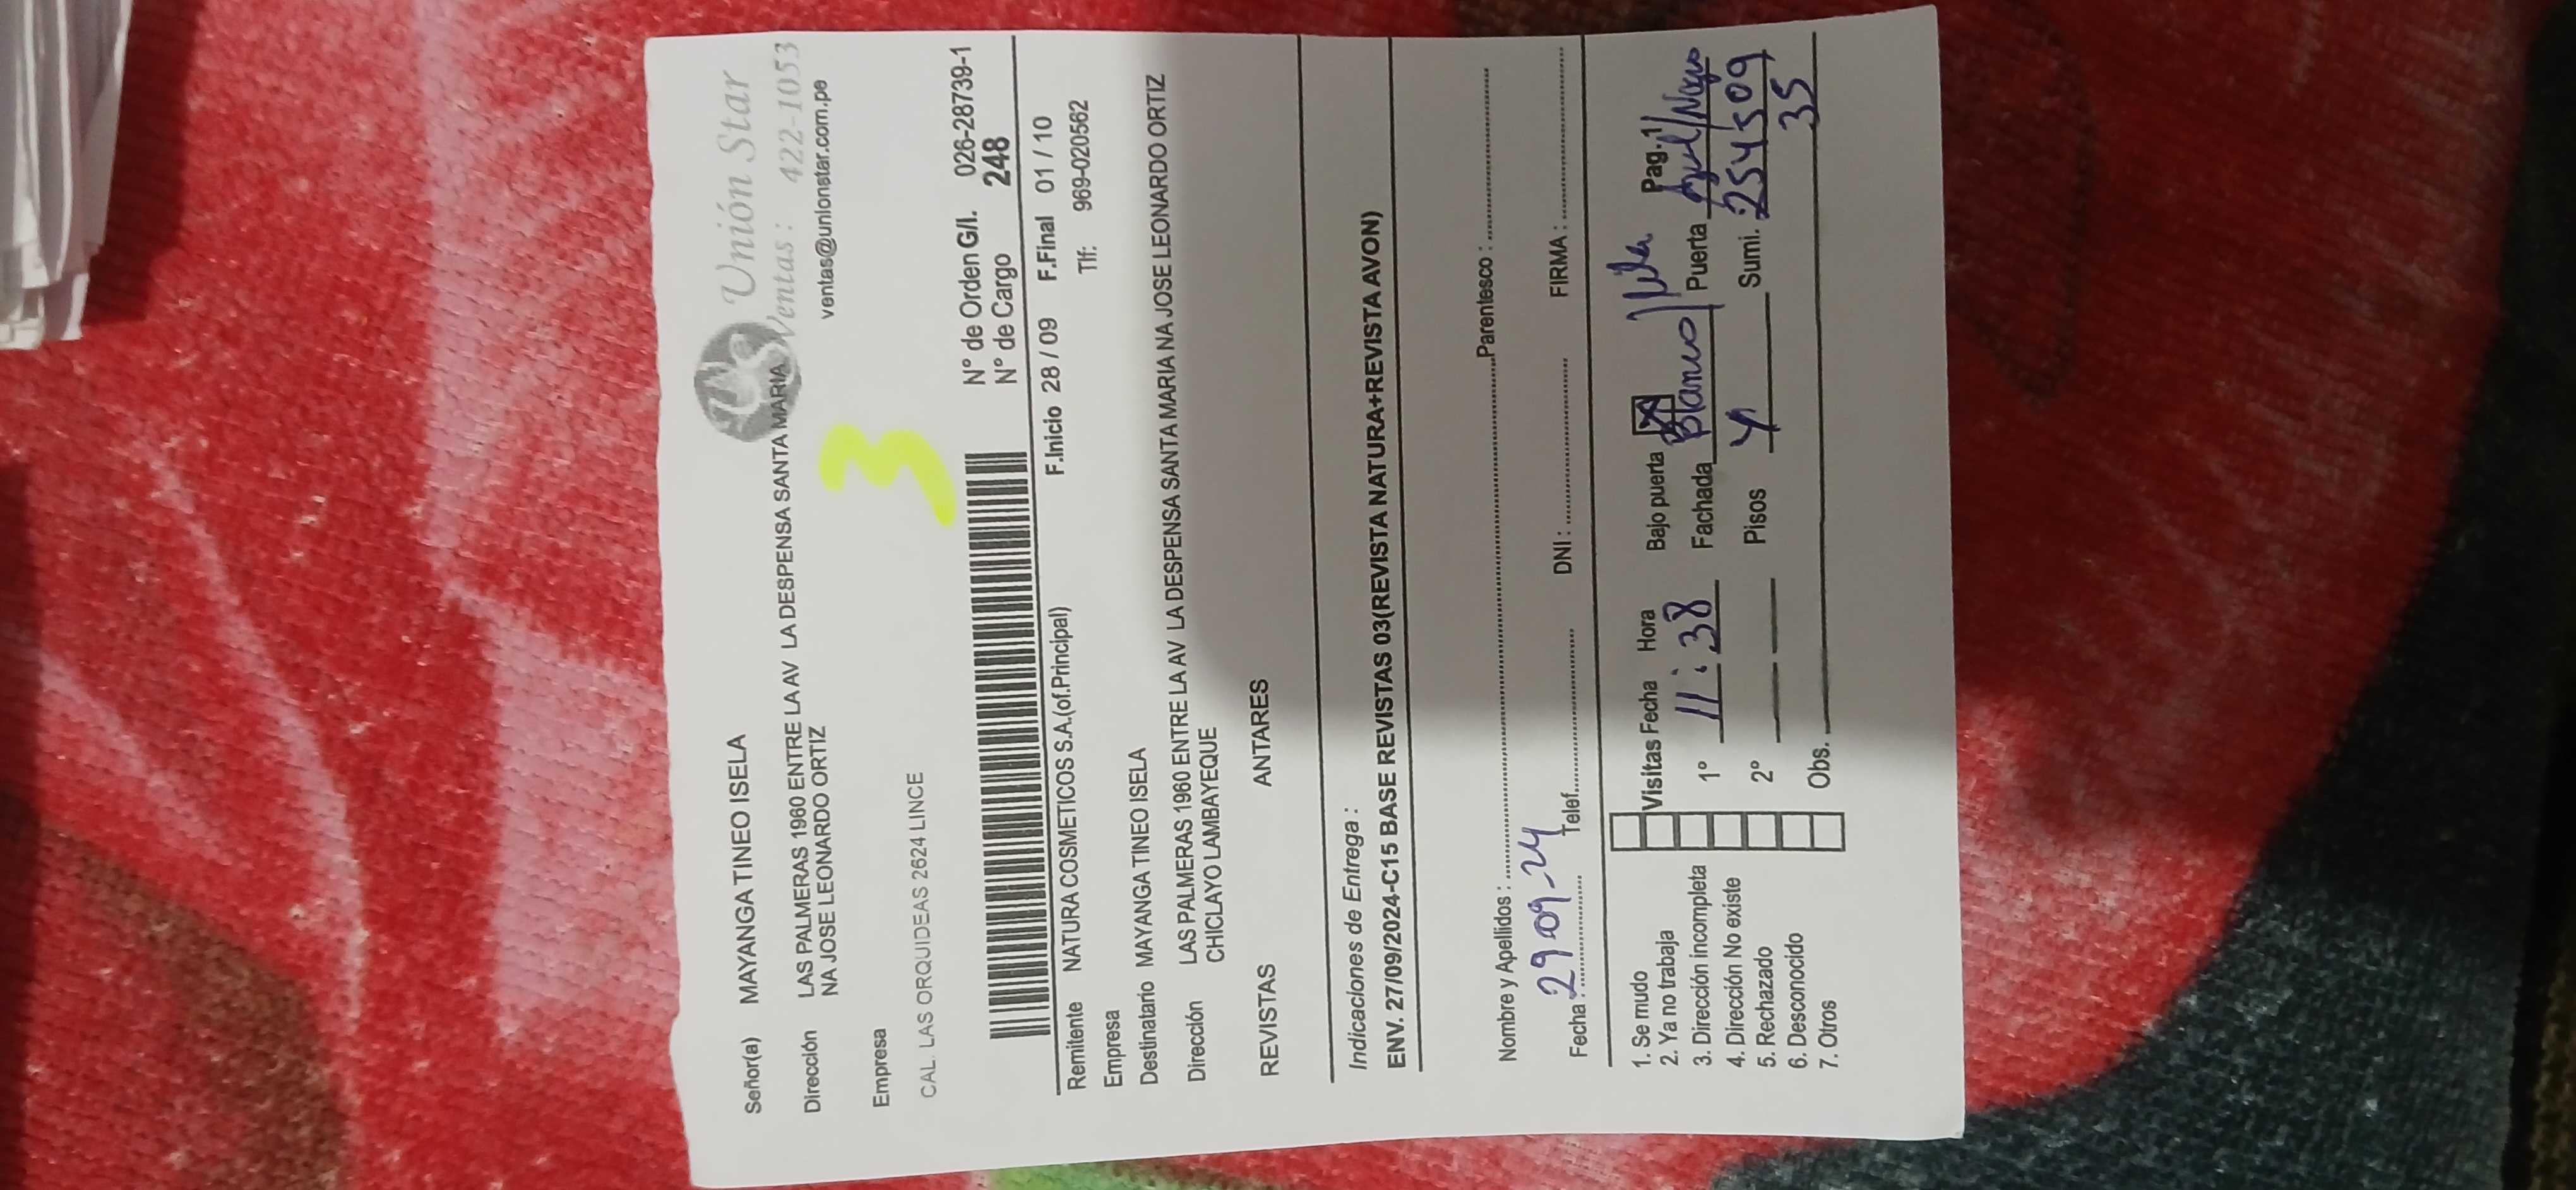 Unión Star
Ventas: 422-1053
ventas@unionstar.com.pe
Señor(a) MAYANGA TINEO ISELA
Dirección LAS PALMERAS 1960 ENTRE LA AV LA DESPENSA SANTA MARIA
NA JOSE LEONARDO ORTIZ
3
Empresa
CAL. LAS ORQUIDEAS 2624 LINCE
N° de Orden G/I. 026-28739-1
N° de Cargo 248
F.Inicio 28 / 09 F.Final 01 / 10
Remitente NATURA COSMETICOS S.A.(of.Principal) Tlf: 969-020562
Empresa
Destinatario MAYANGA TINEO ISELA
Dirección LAS PALMERAS 1960 ENTRE LA AV LA DESPENSA SANTA MARIA NA JOSE LEONARDO ORTIZ
CHICLAYO LAMBAYEQUE
REVISTAS ANTARES
Indicaciones de Entrega :
ENV. 27/09/2024-C15 BASE REVISTAS 03(REVISTA NATURA+REVISTA AVON)
Nombre y Apellidos : Parentesco :
Fecha : 29-09-24 Telef. DNI : FIRMA :
1. Se mudo Visitas Fecha Hora Bajo puerta Pag.1/
2. Ya no trabaja
3. Dirección incompleta 1° 11:38 Fachada Blanco/ Puerta /Negro
4. Dirección No existe
5. Rechazado 2° Pisos Sumi. 254509
6. Desconocido 35
7. Otros Obs.